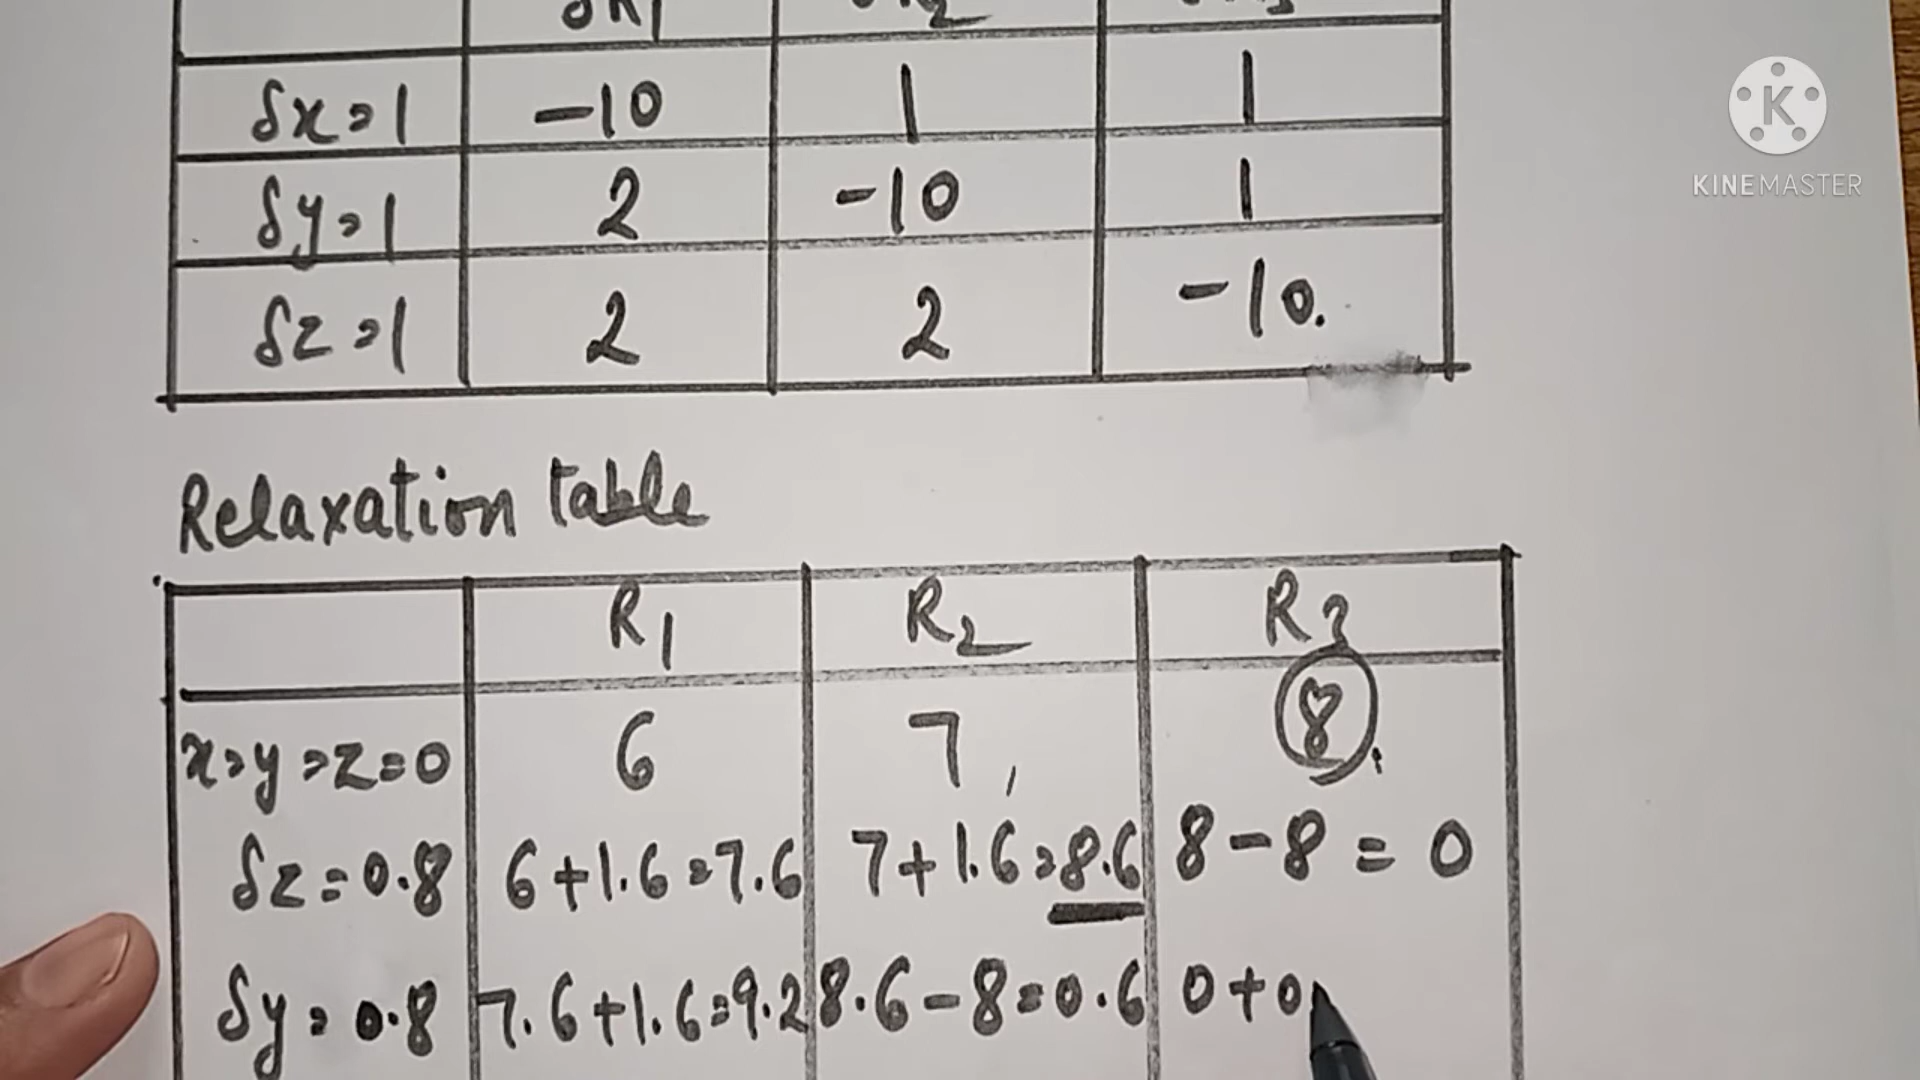 δR1 δR2
δx=1 -10 1 1
δy=1 2 -10 1
δz=1 2 2 -10.
K
KINEMASTER
Relaxation table
R1 R2 R3
x=y=z=0 6 7, 8
δz=0.8 6+1.6=7.6 7+1.6=8.6 8-8=0
δy=0.8 7.6+1.6=9.2 8.6-8=0.6 0+0